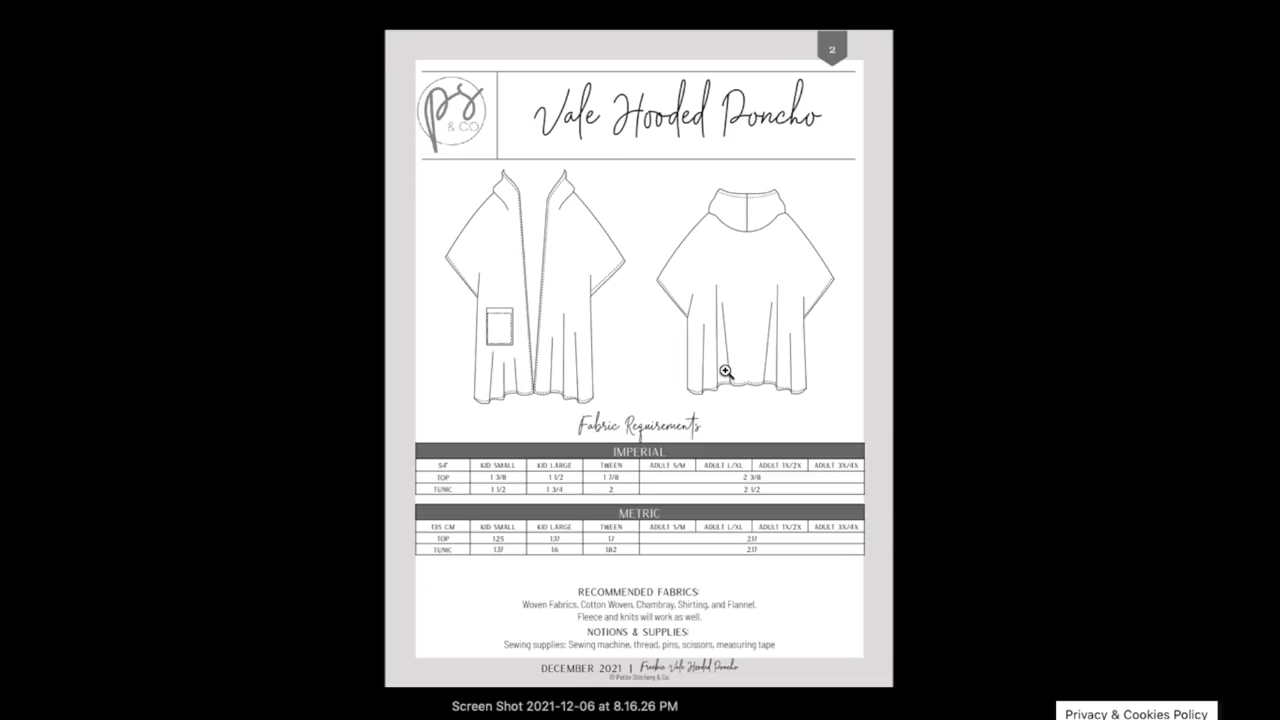 2
ps
& CO
Vale Hooded Poncho
Fabric Requirements
IMPERIAL
54" KID SMALL KID LARGE TWEEN ADULT S/M ADULT L/XL ADULT 1X/2X ADULT 3X/4X
TOP 1 3/8 1 1/2 1 7/8 2 3/8
TUNIC 1 1/2 1 3/4 2 2 1/2
METRIC
135 CM KID SMALL KID LARGE TWEEN ADULT S/M ADULT L/XL ADULT 1X/2X ADULT 3X/4X
TOP 1.25 1.37 1.7 2.17
TUNIC 1.37 1.6 1.82 2.17
RECOMMENDED FABRICS:
Woven Fabrics, Cotton Woven, Chambray, Shirting, and Flannel.
Fleece and knits will work as well.
NOTIONS & SUPPLIES:
Sewing supplies: Sewing machine, thread, pins, scissors, measuring tape
DECEMBER 2021 | Freebie Vale Hooded Poncho
© Petite Stitchery & Co.
Screen Shot 2021-12-06 at 8.16.26 PM
Privacy & Cookies Policy